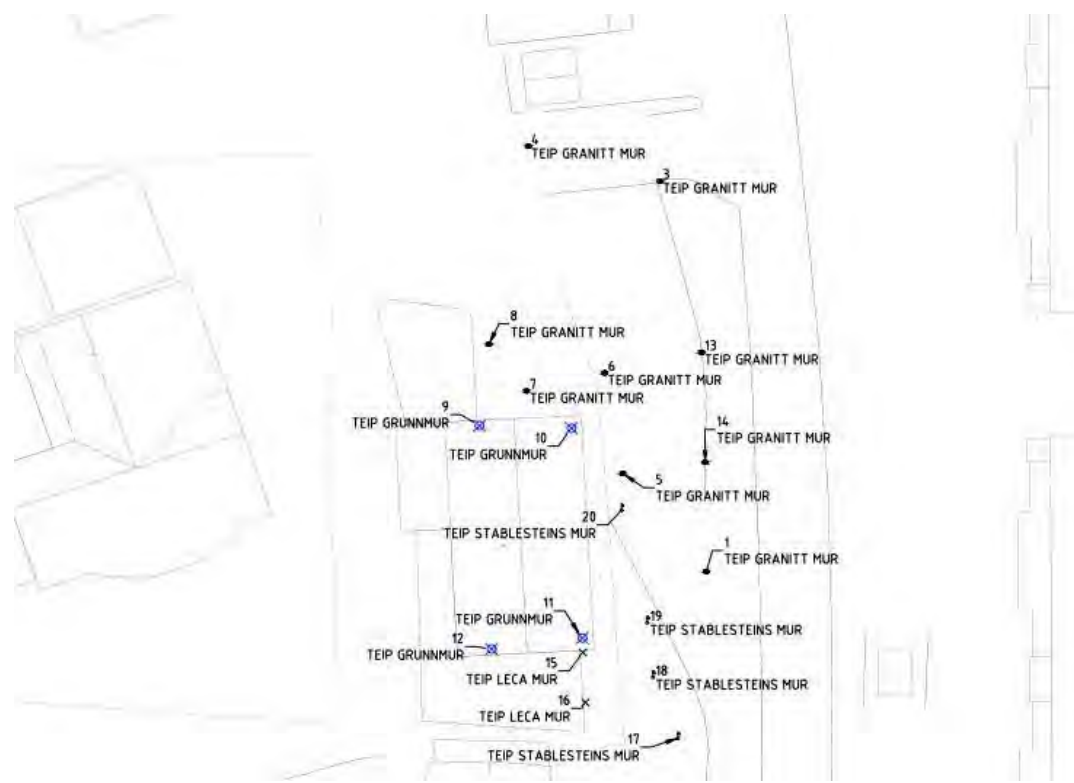 4
TEIP GRANITT MUR
3
TEIP GRANITT MUR
8
TEIP GRANITT MUR
13
TEIP GRANITT MUR
6
TEIP GRANITT MUR
7
TEIP GRANITT MUR
9
TEIP GRUNNMUR
14
TEIP GRANITT MUR
10
TEIP GRUNNMUR
5
TEIP GRANITT MUR
20
TEIP STABLESTEINS MUR
1
TEIP GRANITT MUR
11
TEIP GRUNNMUR
19
TEIP STABLESTEINS MUR
12
TEIP GRUNNMUR
15
TEIP LECA MUR
18
TEIP STABLESTEINS MUR
16
TEIP LECA MUR
17
TEIP STABLESTEINS MUR